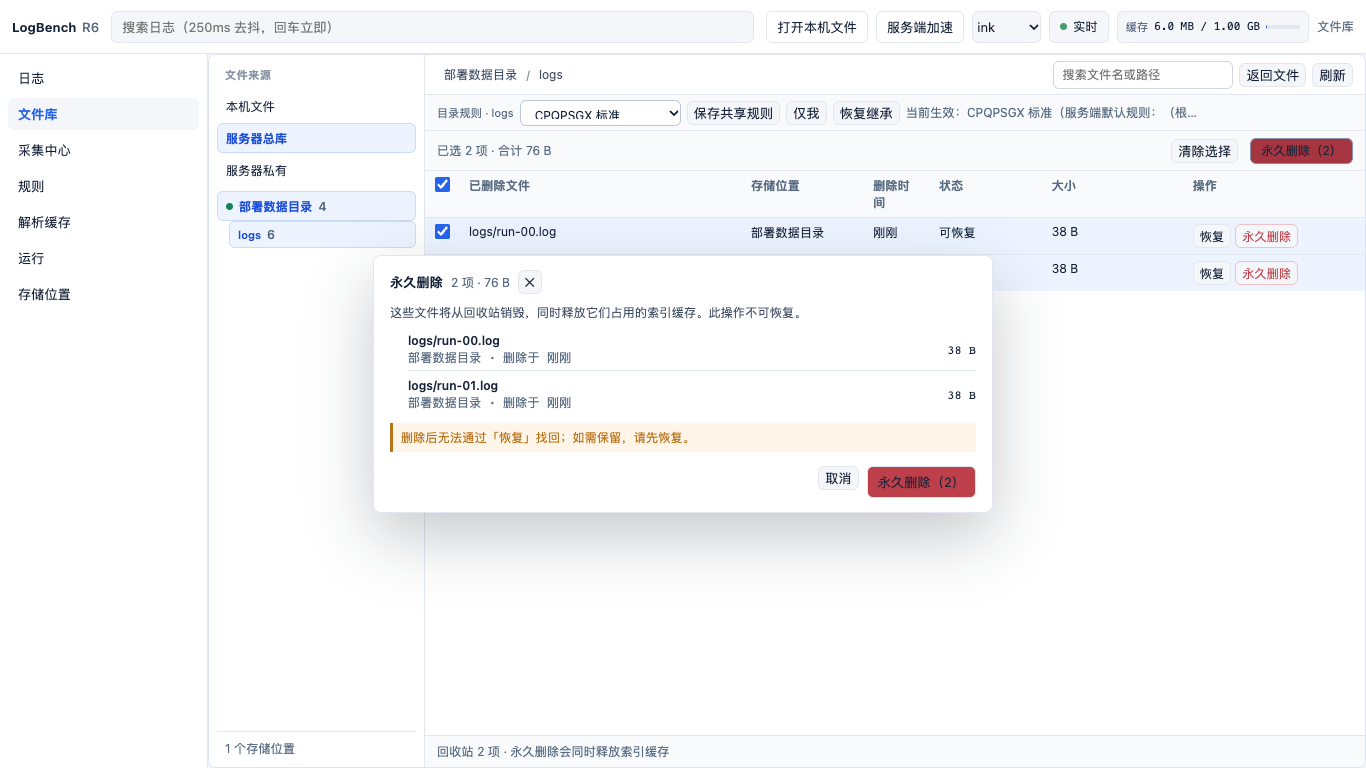 LogBench R6
搜索日志（250ms 去抖，回车立即）
打开本机文件
服务端加速
ink
实时
缓存 6.0 MB / 1.00 GB
文件库
日志
文件库
采集中心
规则
解析缓存
运行
存储位置
文件来源
本机文件
服务器总库
服务器私有
部署数据目录 4
logs 6
1 个存储位置
部署数据目录 / logs
搜索文件名或路径
返回文件
刷新
目录规则 · logs
CPQPSGX 标准
保存共享规则
仅我
恢复继承
当前生效：CPQPSGX 标准（服务端默认规则：（根...
已选 2 项 · 合计 76 B
清除选择
永久删除（2）
已删除文件 存储位置 删除时间 状态 大小 操作
logs/run-00.log 部署数据目录 刚刚 可恢复 38 B 恢复 永久删除
38 B 恢复 永久删除
永久删除 2 项 · 76 B
这些文件将从回收站销毁，同时释放它们占用的索引缓存。此操作不可恢复。
logs/run-00.log
部署数据目录 · 删除于 刚刚
38 B
logs/run-01.log
部署数据目录 · 删除于 刚刚
38 B
删除后无法通过「恢复」找回；如需保留，请先恢复。
取消
永久删除（2）
回收站 2 项 · 永久删除会同时释放索引缓存